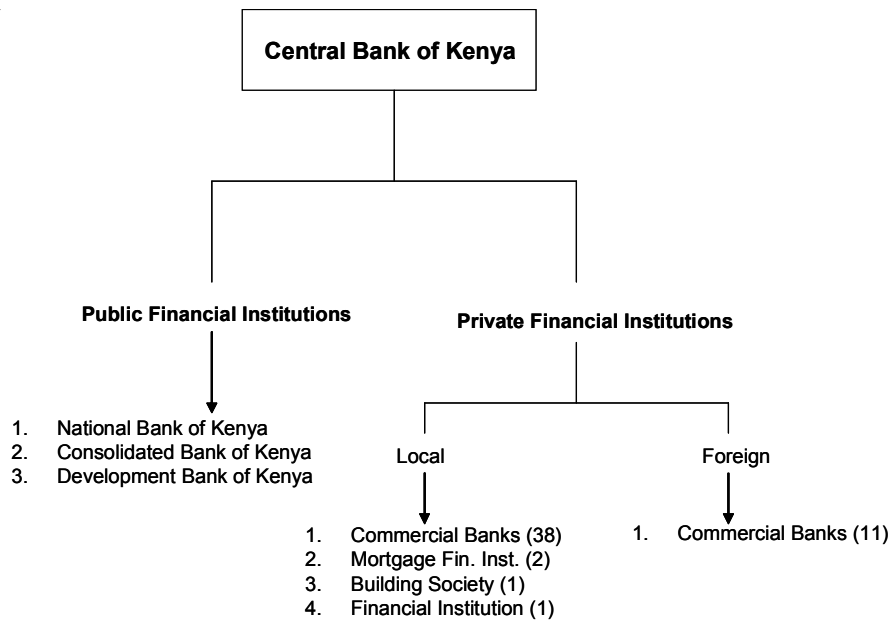 Central Bank of Kenya
Public Financial Institutions
1. National Bank of Kenya
2. Consolidated Bank of Kenya
3. Development Bank of Kenya
Private Financial Institutions
Local
1. Commercial Banks (38)
2. Mortgage Fin. Inst. (2)
3. Building Society (1)
4. Financial Institution (1)
Foreign
1. Commercial Banks (11)